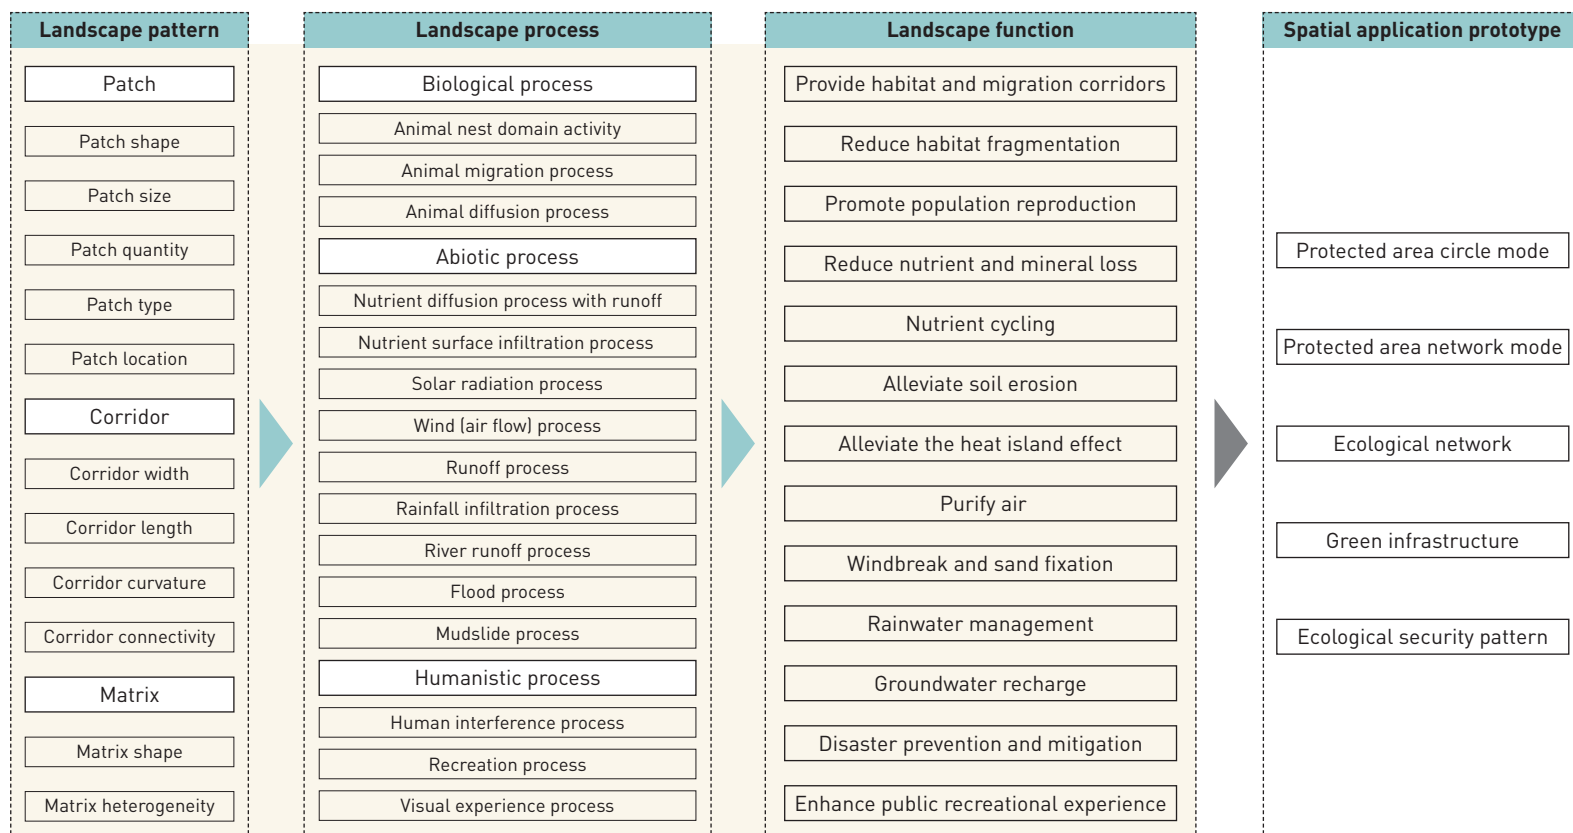 Landscape pattern
Patch
Patch shape
Patch size
Patch quantity
Patch type
Patch location
Corridor
Corridor width
Corridor length
Corridor curvature
Corridor connectivity
Matrix
Matrix shape
Matrix heterogeneity
Landscape process
Biological process
Animal nest domain activity
Animal migration process
Animal diffusion process
Abiotic process
Nutrient diffusion process with runoff
Nutrient surface infiltration process
Solar radiation process
Wind (air flow) process
Runoff process
Rainfall infiltration process
River runoff process
Flood process
Mudslide process
Humanistic process
Human interference process
Recreation process
Visual experience process
Landscape function
Provide habitat and migration corridors
Reduce habitat fragmentation
Promote population reproduction
Reduce nutrient and mineral loss
Nutrient cycling
Alleviate soil erosion
Alleviate the heat island effect
Purify air
Windbreak and sand fixation
Rainwater management
Groundwater recharge
Disaster prevention and mitigation
Enhance public recreational experience
Spatial application prototype
Protected area circle mode
Protected area network mode
Ecological network
Green infrastructure
Ecological security pattern